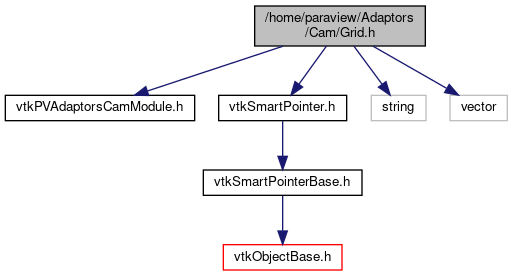 /home/paraview/Adaptors
/Cam/Grid.h
vtkPVAdaptorsCamModule.h
vtkSmartPointer.h
string
vector
vtkSmartPointerBase.h
vtkObjectBase.h